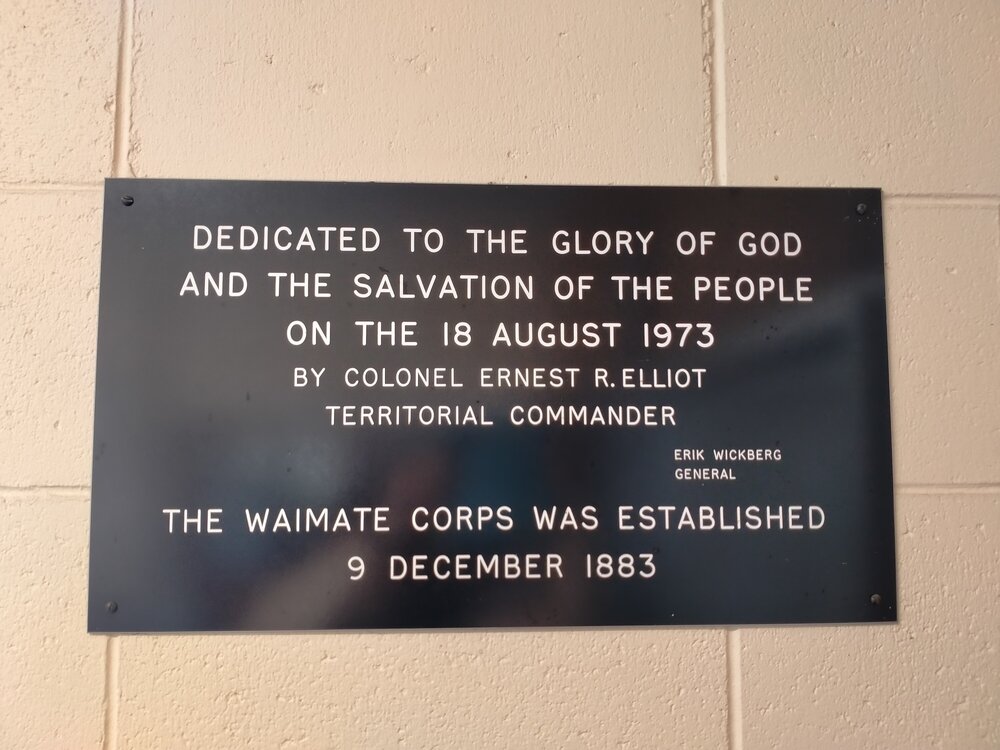 DEDICATED TO THE GLORY OF GOD
AND THE SALVATION OF THE PEOPLE
ON THE 18 AUGUST 1973
BY COLONEL ERNEST R. ELLIOT
TERRITORIAL COMMANDER
ERIK WICKBERG
GENERAL
THE WAIMATE CORPS WAS ESTABLISHED
9 DECEMBER 1883